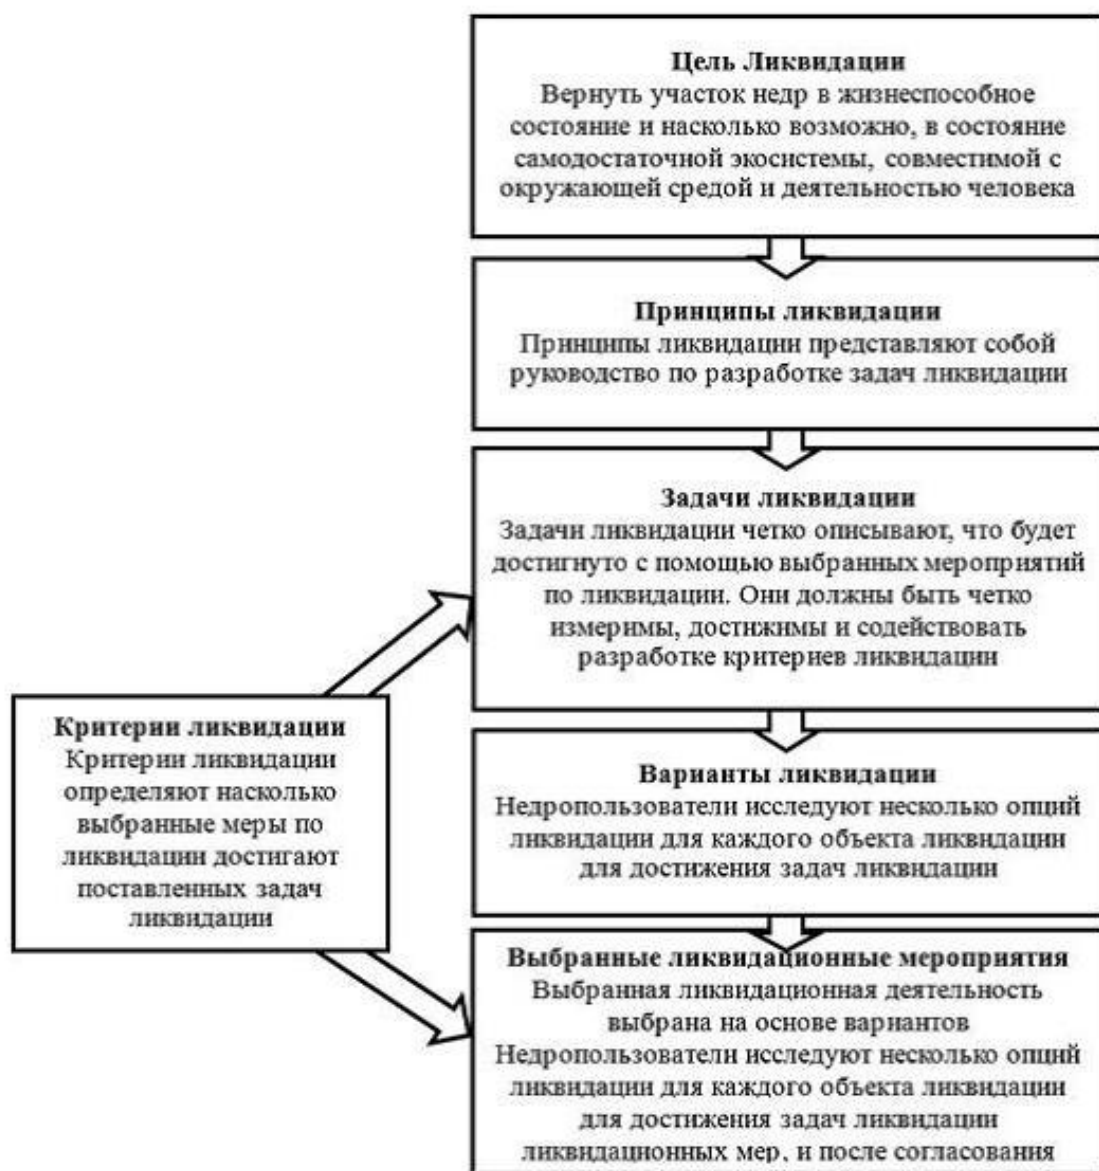 Цель Ликвидации
Вернуть участок недр в жизнеспособное
состояние и насколько возможно, в состояние
самодостаточной экосистемы, совместимой с
окружающей средой и деятельностью человека
Принципы ликвидации
Принципы ликвидации представляют собой
руководство по разработке задач ликвидации
Задачи ликвидации
Задачи ликвидации четко описывают, что будет
достигнуто с помощью выбранных мероприятий
по ликвидации. Они должны быть четко
измеримы, достижимы и содействовать
разработке критериев ликвидации
Критерии ликвидации
Критерии ликвидации
определяют насколько
выбранные меры по
ликвидации достигают
поставленных задач
ликвидации
Варианты ликвидации
Недропользователи исследуют несколько опций
ликвидации для каждого объекта ликвидации
для достижения задач ликвидации
Выбранные ликвидационные мероприятия
Выбранная ликвидационная деятельность
выбрана на основе вариантов
Недропользователи исследуют несколько опций
ликвидации для каждого объекта ликвидации
для достижения задач ликвидации
ликвидационных мер, и после согласования